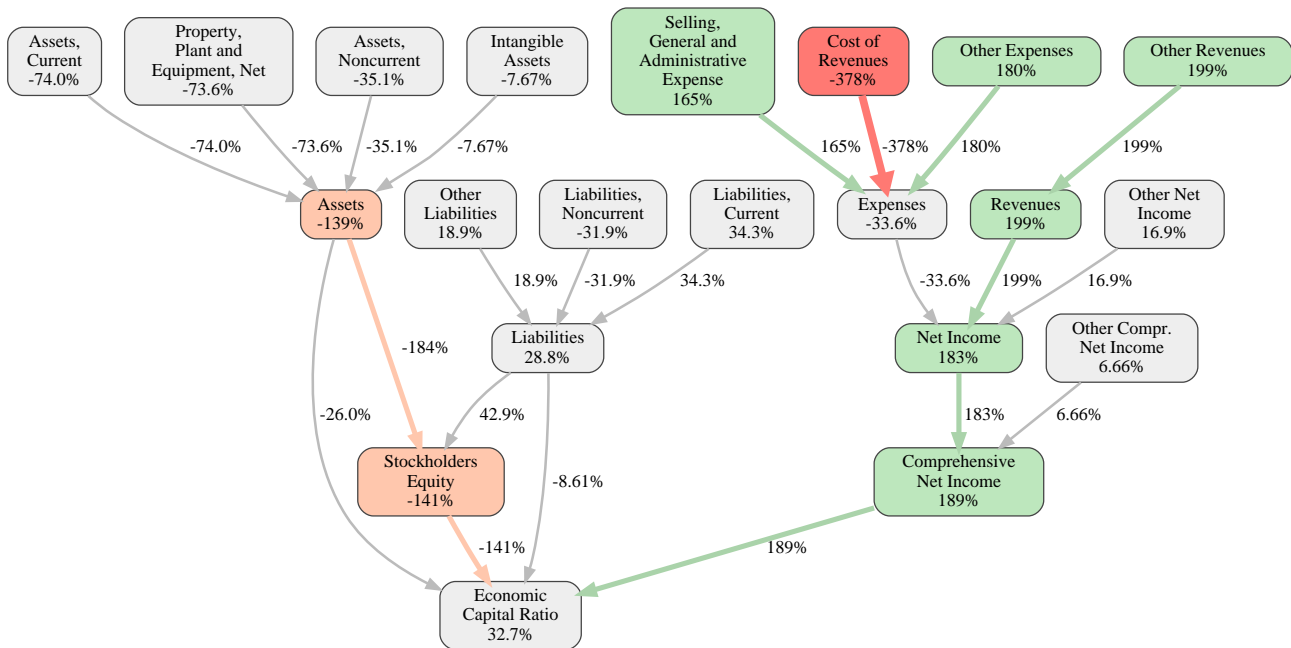 Assets,
Current
-74.0%
Property,
Plant and
Equipment, Net
-73.6%
Assets,
Noncurrent
-35.1%
Intangible
Assets
-7.67%
Selling,
General and
Administrative
Expense
165%
Cost of
Revenues
-378%
Other Expenses
180%
Other Revenues
199%
-74.0%
-73.6%
-35.1%
-7.67%
165%
-378%
180%
199%
Assets
-139%
Other
Liabilities
18.9%
Liabilities,
Noncurrent
-31.9%
Liabilities,
Current
34.3%
Expenses
-33.6%
Revenues
199%
Other Net
Income
16.9%
18.9%
-31.9%
34.3%
-33.6%
199%
16.9%
-184%
Liabilities
28.8%
Net Income
183%
Other Compr.
Net Income
6.66%
-26.0%
42.9%
183%
6.66%
Stockholders
Equity
-141%
-8.61%
Comprehensive
Net Income
189%
-141%
189%
Economic
Capital Ratio
32.7%